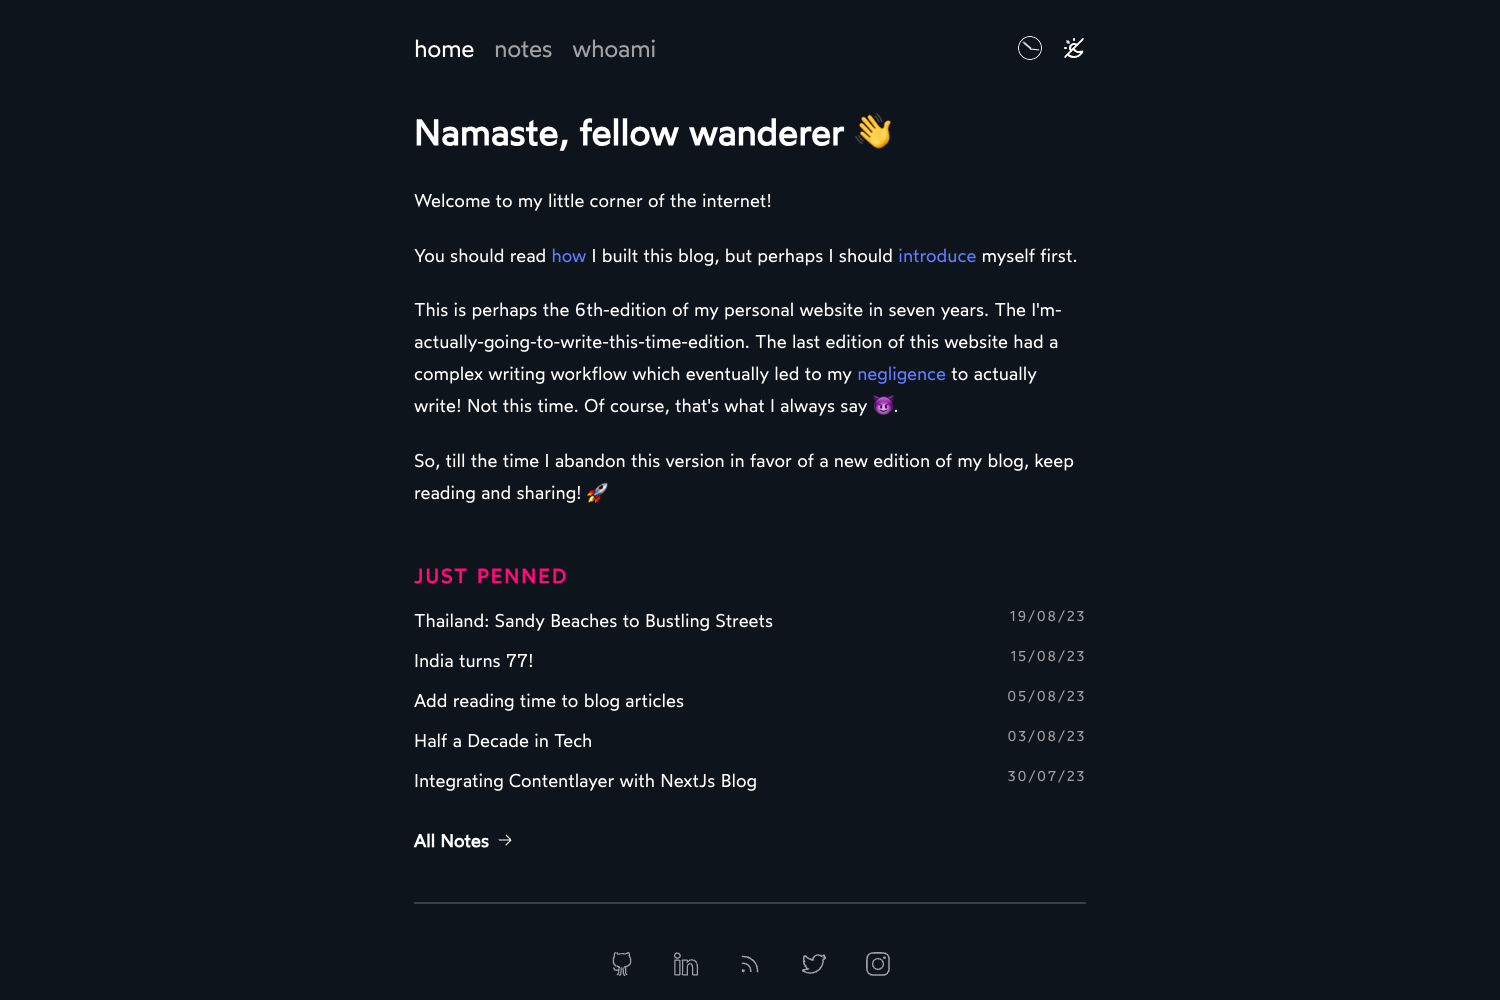 home notes whoami
Namaste, fellow wanderer 👋
Welcome to my little corner of the internet!
You should read how I built this blog, but perhaps I should introduce myself first.
This is perhaps the 6th-edition of my personal website in seven years. The I'm-
actually-going-to-write-this-time-edition. The last edition of this website had a
complex writing workflow which eventually led to my negligence to actually
write! Not this time. Of course, that's what I always say 😈.
So, till the time I abandon this version in favor of a new edition of my blog, keep
reading and sharing! 🚀
JUST PENNED
Thailand: Sandy Beaches to Bustling Streets 19/08/23
India turns 77! 15/08/23
Add reading time to blog articles 05/08/23
Half a Decade in Tech 03/08/23
Integrating Contentlayer with NextJs Blog 30/07/23
All Notes →